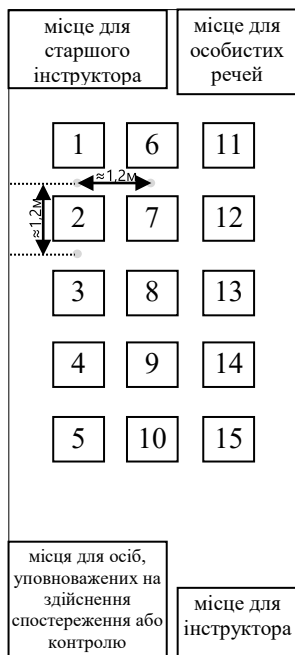 місце для
старшого
інструктора
місце для
особистих
речей
1 6 11
≈1,2м
≈1,2м
2 7 12
3 8 13
4 9 14
5 10 15
місця для осіб,
уповноважених на
здійснення
спостереження або
контролю
місце для
інструктора